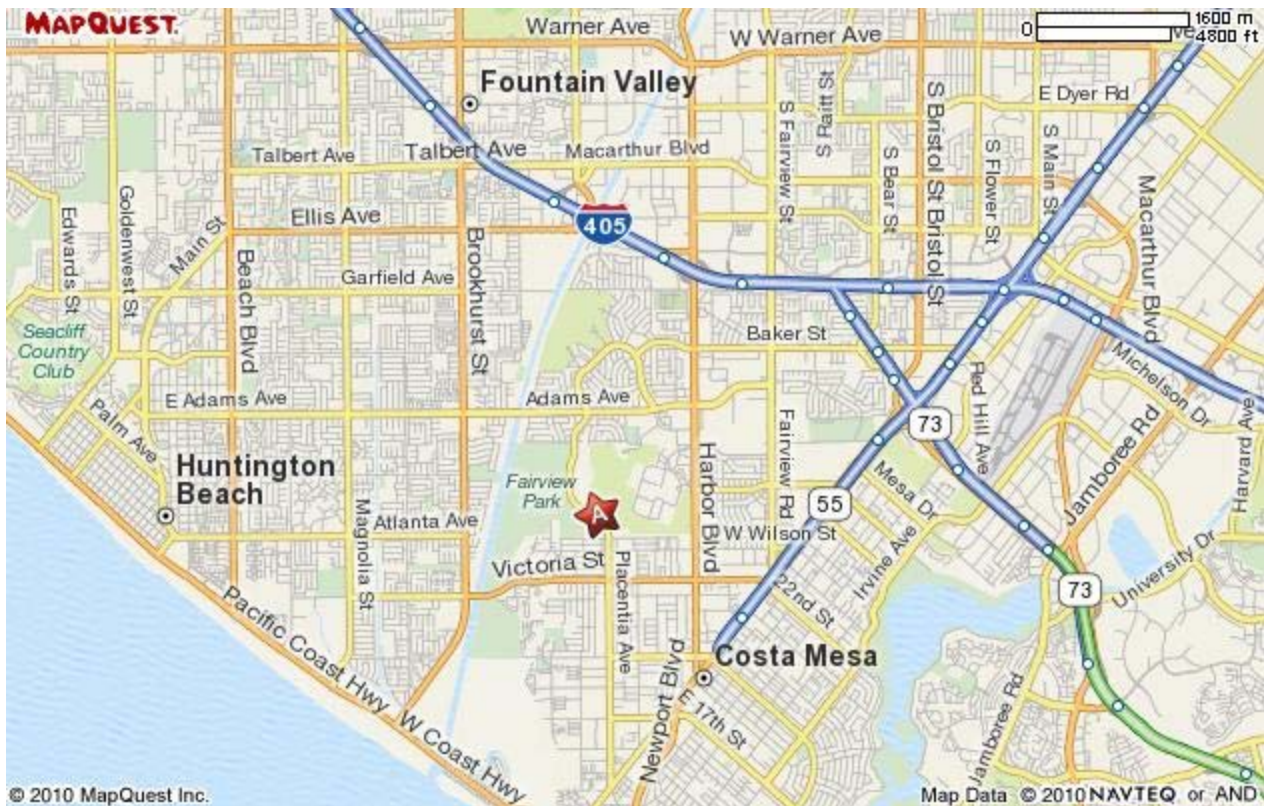 MAPQUEST.
Warner Ave
W Warner Ave
0
1600 m
4800 ft
Fountain Valley
S Fairview St
S Raitt St
S Bristol St
E Dyer Rd
Talbert Ave
Talbert Ave
Macarthur Blvd
S Bear St
S Flower St
S Main St
Macarthur Blvd
Edwards St
Goldenwest St
Main St
Ellis Ave
405
Beach Blvd
Brookhurst St
Garfield Ave
Bristol St
Seacliff
Country
Club
Baker St
Michelson Dr
Red Hill Ave
Palm Ave
E Adams Ave
Adams Ave
73
Harvard Ave
Jamboree Rd
Huntington
Beach
Fairview
Park
A
Harbor Blvd
Fairview Rd
Mesa Dr
55
Magnolia St
Atlanta Ave
W Wilson St
Irvine Ave
University Dr
Victoria St
Placentia Ave
22nd St
73
Pacific Coast Hwy
Costa Mesa
Newport Blvd
E 17th St
Jamboree Rd
W Coast Hwy
© 2010 MapQuest Inc.
Map Data © 2010 NAVTEQ or AND